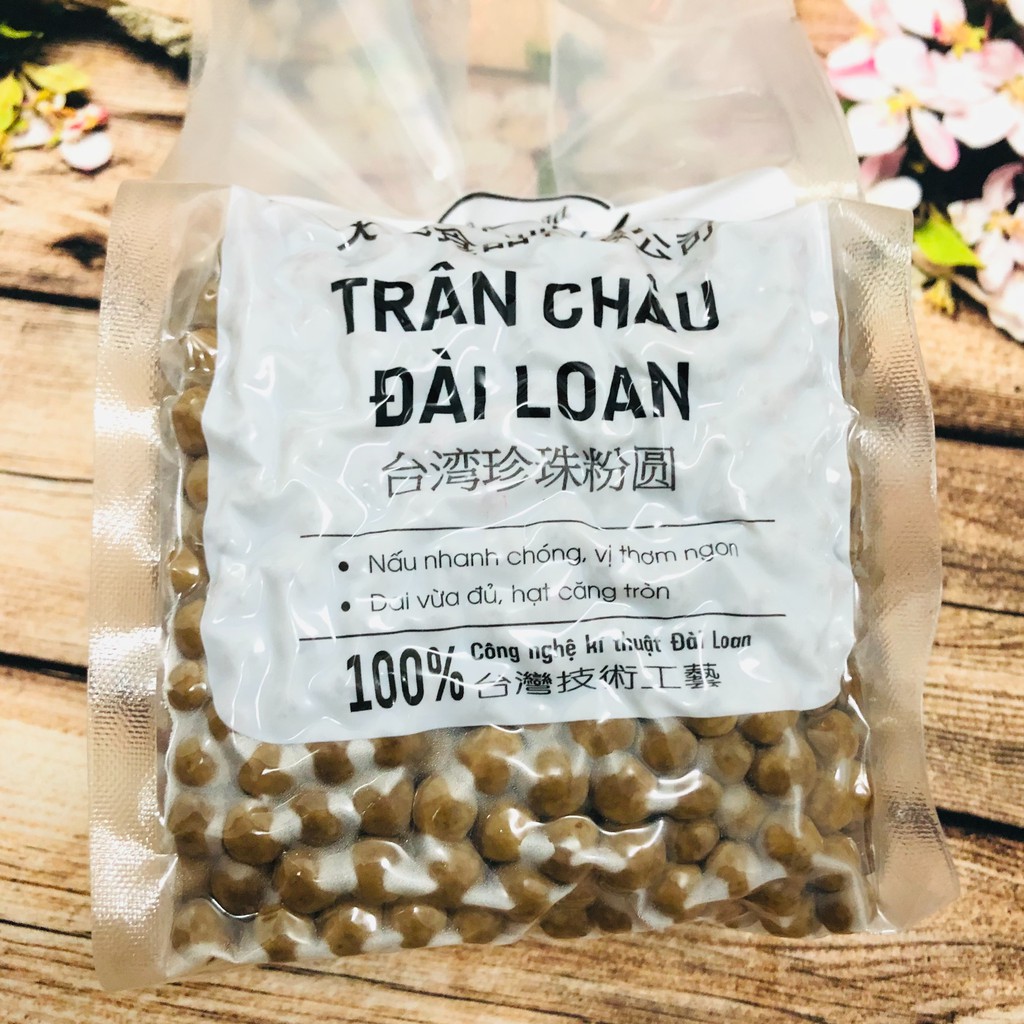 TRÂN CHÂU
ĐÀI LOAN
台湾珍珠粉圆
• Nấu nhanh chóng, vị thơm ngon
• Dai vừa đủ, hạt căng tròn
100% Công nghệ kĩ thuật Đài Loan
台灣技術工藝